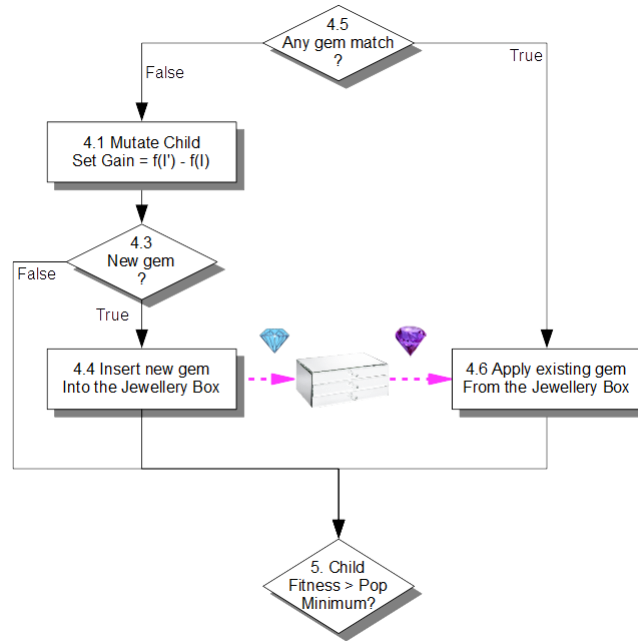 4.5
Any gem match
?
False
True
4.1 Mutate Child
Set Gain = f(I') - f(I)
4.3
New gem
?
False
True
4.4 Insert new gem
Into the Jewellery Box
4.6 Apply existing gem
From the Jewellery Box
5. Child
Fitness > Pop
Minimum?